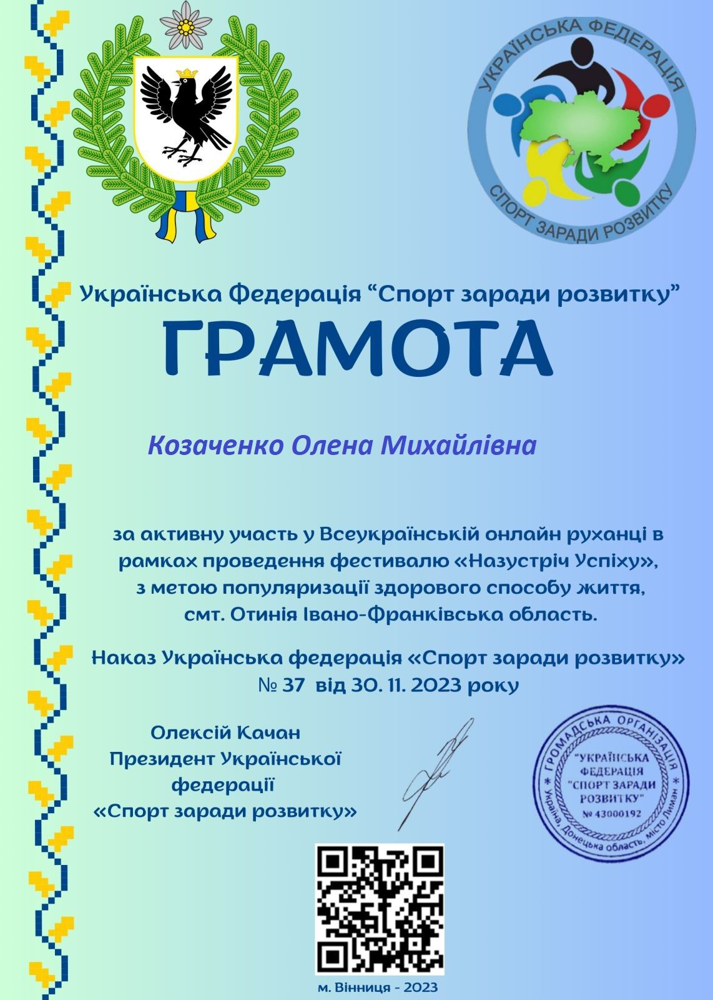 УКРАЇНСЬКА ФЕДЕРАЦІЯ
СПОРТ ЗАРАДИ РОЗВИТКУ
Українська Федерація “Спорт заради розвитку”
ГРАМОТА
Козаченко Олена Михайлівна
за активну участь у Всеукраїнській онлайн руханці в
рамках проведення фестивалю «Назустріч Успіху»,
з метою популяризації здорового способу життя,
смт. Отинія Івано-Франківська область.
Наказ Українська федерація «Спорт заради розвитку»
№ 37 від 30. 11. 2023 року
Олексій Качан
Президент Української
федерації
«Спорт заради розвитку»
* ГРОМАДСЬКА ОРГАНІЗАЦІЯ *
"УКРАЇНСЬКА
ФЕДЕРАЦІЯ
"СПОРТ ЗАРАДИ
РОЗВИТКУ"
№ 43000192
Україна, Донецька область, місто Лиман
м. Вінниця - 2023